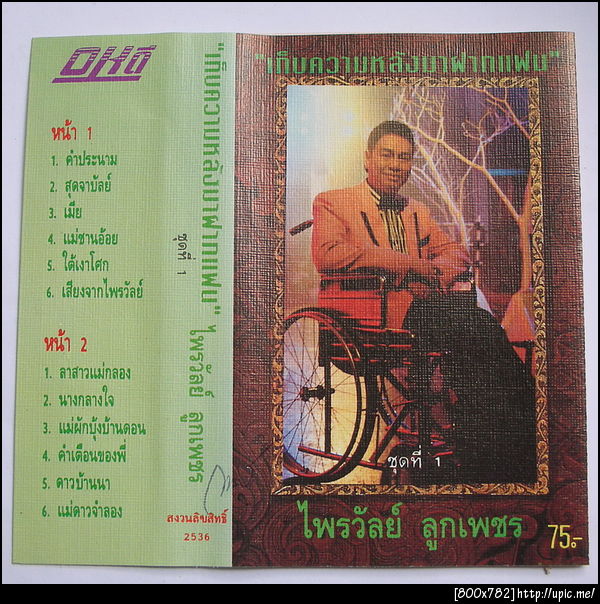 อมตี
หน้า 1
1. คำประนาม
2. สุดจาบัลย์
3. เมีย
4. แม่ชานอ้อย
5. ใต้เงาโศก
6. เสียงจากไพรวัลย์
หน้า 2
1. ลาสาวแม่กลอง
2. นางกลางใจ
3. แม่ผักบุ้งบ้านดอน
4. คำเตือนของพี่
5. ดาวบ้านนา
6. แม่ดาวจำลอง
สงวนลิขสิทธิ์
2536
"เก็บความหลังมาฝากแฟน" ไพรวัลย์ ลูกเพชร
ชุดที่ 1
"เก็บความหลังมาฝากแฟน"
ชุดที่ 1
ไพรวัลย์ ลูกเพชร
75.-
[800x782]http://upic.me/